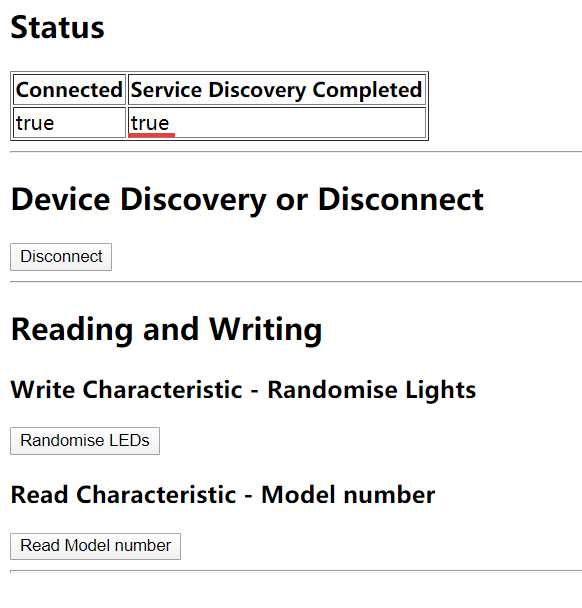 Status
Connected Service Discovery Completed
true true
Device Discovery or Disconnect
Disconnect
Reading and Writing
Write Characteristic - Randomise Lights
Randomise LEDs
Read Characteristic - Model number
Read Model number